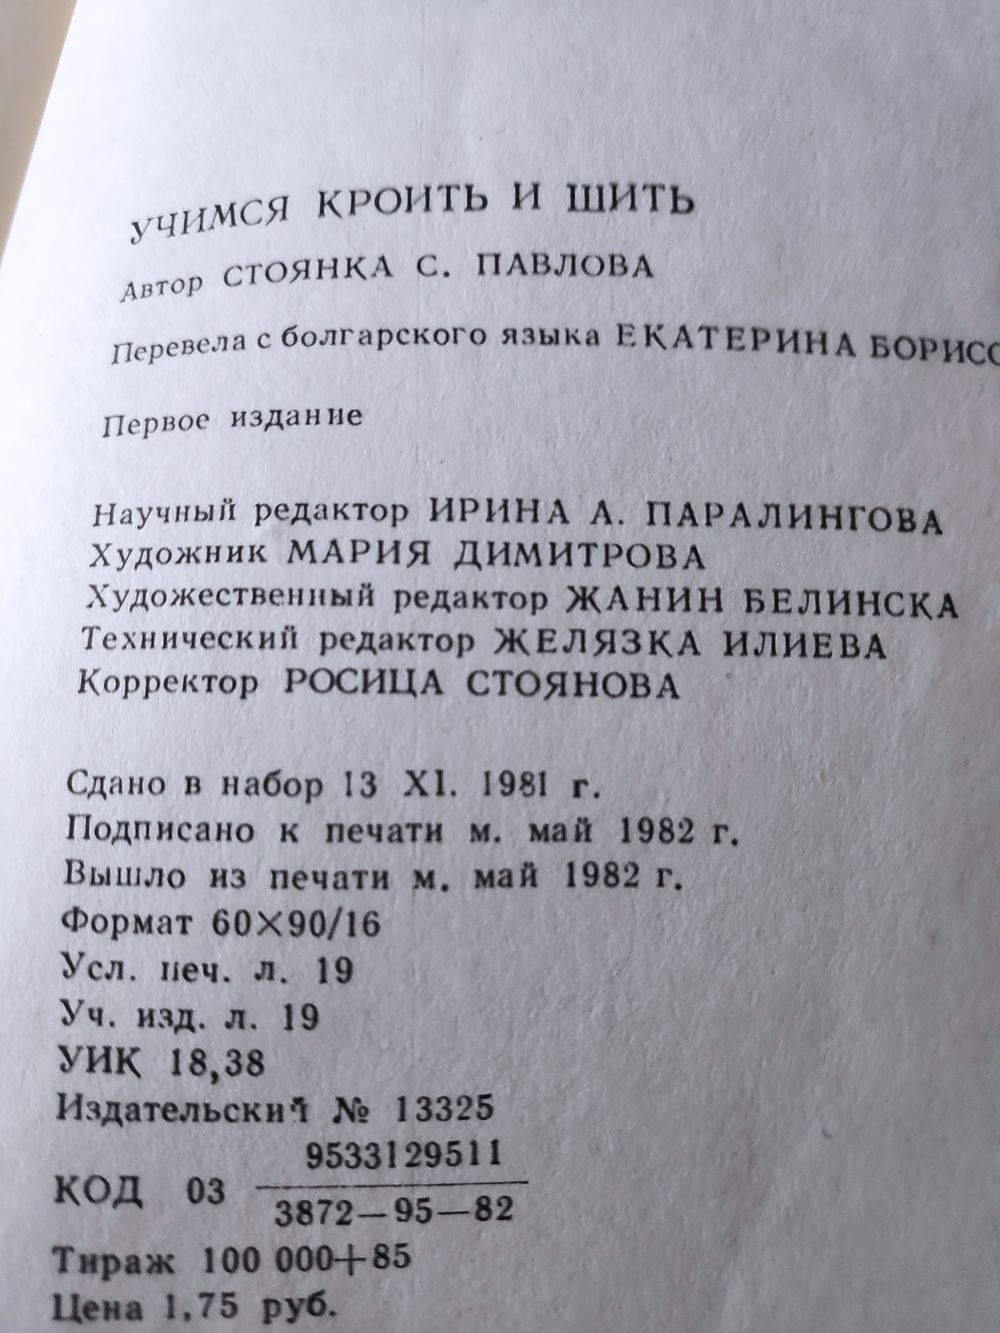 УЧИМСЯ КРОИТЬ И ШИТЬ
Автор СТОЯНКА С. ПАВЛОВА
Перевела с болгарского языка ЕКАТЕРИНА
Первое издание
Научный редактор ИРИНА А. ПАРАЛИНГОВА
Художник МАРИЯ ДИМИТРОВА
Художественный редактор ЖАНИН БЕЛИНСКА
Технический редактор ЖЕЛЯЗКА ИЛИЕВА
Корректор РОСИЦА СТОЯНОВА
Сдано в набор 13 XI. 1981 г.
Подписано к печати м. май 1982 г.
Вышло из печати м. май 1982 г.
Формат 60×90/16
Усл. печ. л. 19
Уч. изд. л. 19
УИК 18,38
Издательский № 13325
9533129511
КОД 03
3872—95—82
Тираж 100 000+85
Цена 1,75 руб.